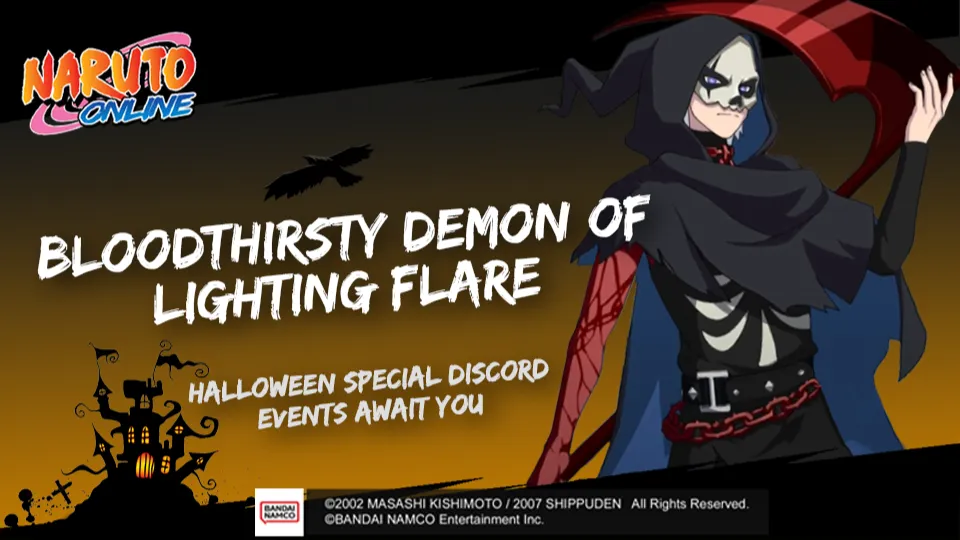 NARUTO
ONLINE
BLOODTHIRSTY DEMON OF
LIGHTING FLARE
HALLOWEEN SPECIAL DISCORD
EVENTS AWAIT YOU
BANDAI
NAMCO
©2002 MASASHI KISHIMOTO / 2007 SHIPPUDEN All Rights Reserved.
©BANDAI NAMCO Entertainment Inc.